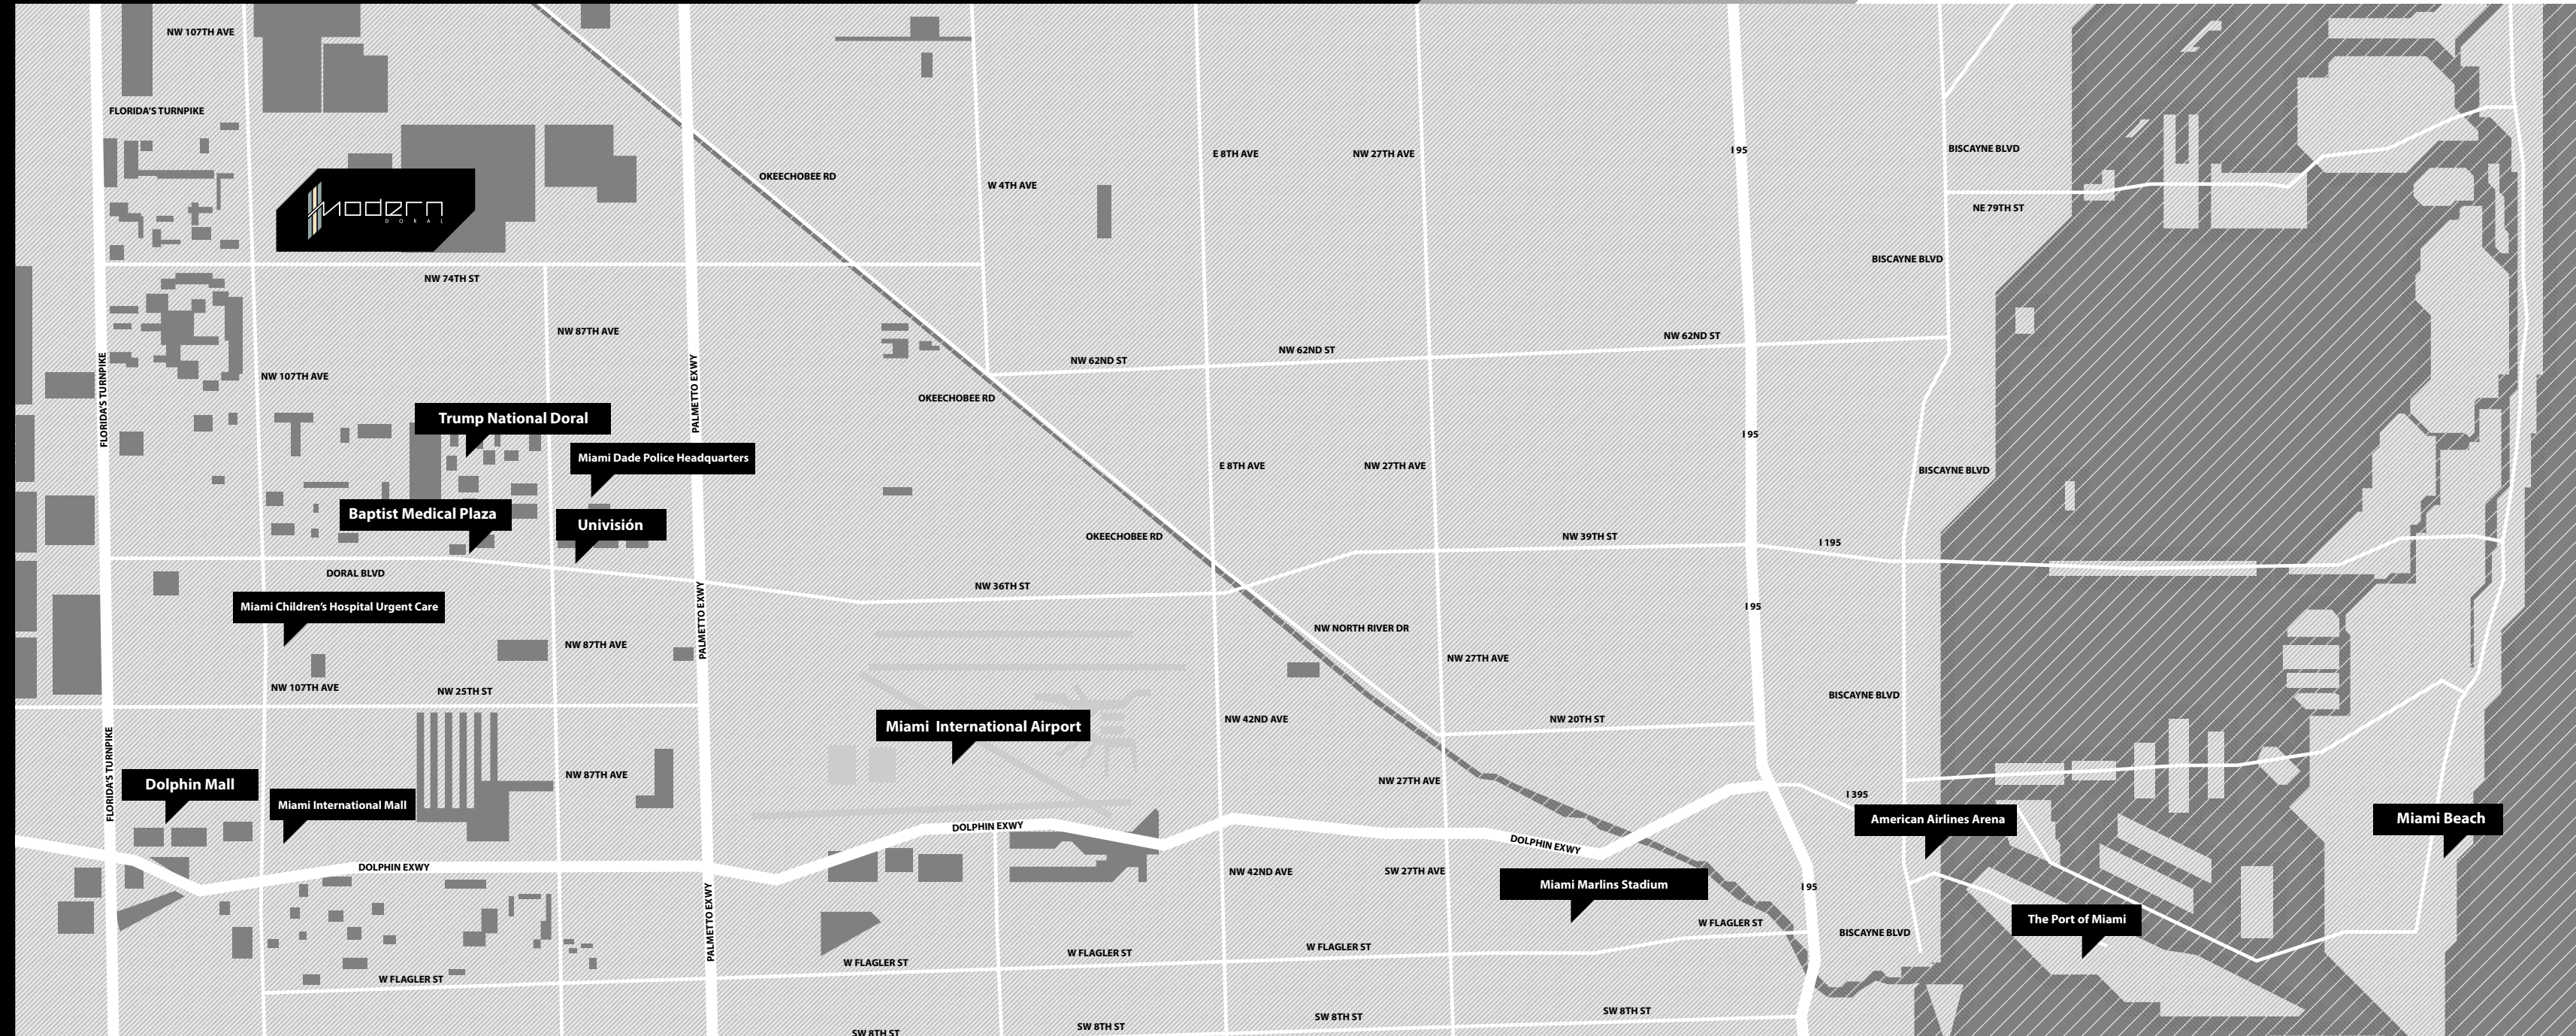 NW 107TH AVE
FLORIDA'S TURNPIKE
E 8TH AVE
NW 27TH AVE
I 95
BISCAYNE BLVD
OKEECHOBEE RD
W 4TH AVE
Modern
DORAL
NE 79TH ST
BISCAYNE BLVD
NW 74TH ST
NW 87TH AVE
NW 62ND ST
NW 62ND ST
NW 62ND ST
NW 107TH AVE
FLORIDA'S TURNPIKE
PALMETTO EXWY
OKEECHOBEE RD
Trump National Doral
I 95
Miami Dade Police Headquarters
E 8TH AVE
NW 27TH AVE
BISCAYNE BLVD
Baptist Medical Plaza
Univisión
OKEECHOBEE RD
NW 39TH ST
I 195
DORAL BLVD
NW 36TH ST
Miami Children's Hospital Urgent Care
I 95
PALMETTO EXWY
NW NORTH RIVER DR
NW 87TH AVE
NW 27TH AVE
NW 107TH AVE
NW 25TH ST
BISCAYNE BLVD
Miami International Airport
NW 42ND AVE
NW 20TH ST
FLORIDA'S TURNPIKE
NW 87TH AVE
NW 27TH AVE
Dolphin Mall
I 395
Miami International Mall
American Airlines Arena
Miami Beach
DOLPHIN EXWY
DOLPHIN EXWY
DOLPHIN EXWY
NW 42ND AVE
SW 27TH AVE
Miami Marlins Stadium
I 95
PALMETTO EXWY
The Port of Miami
W FLAGLER ST
BISCAYNE BLVD
W FLAGLER ST
W FLAGLER ST
W FLAGLER ST
W FLAGLER ST
SW 8TH ST
SW 8TH ST
SW 8TH ST
SW 8TH ST